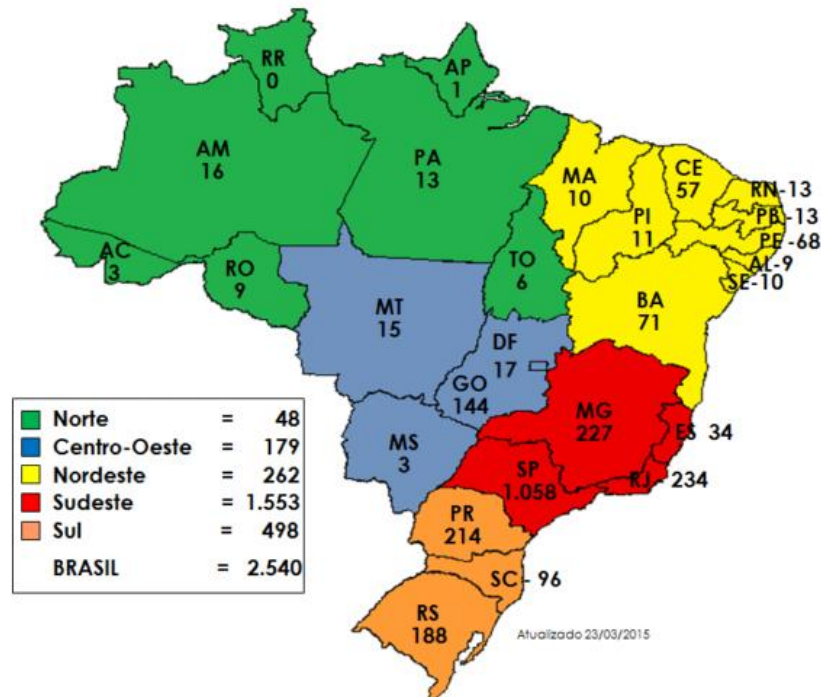 RR
0
AP
1
AM
16
PA
13
MA
10
CE
57
RN-13
PI
11
PB-13
PE -68
AC
3
RO
9
TO
6
AL-9
SE-10
MT
15
BA
71
DF
17
GO
144
MG
227
ES 34
MS
3
SP
1.058
RJ - 234
PR
214
SC - 96
RS
188
Norte = 48
Centro-Oeste = 179
Nordeste = 262
Sudeste = 1.553
Sul = 498
BRASIL = 2.540
Atualizado 23/03/2015